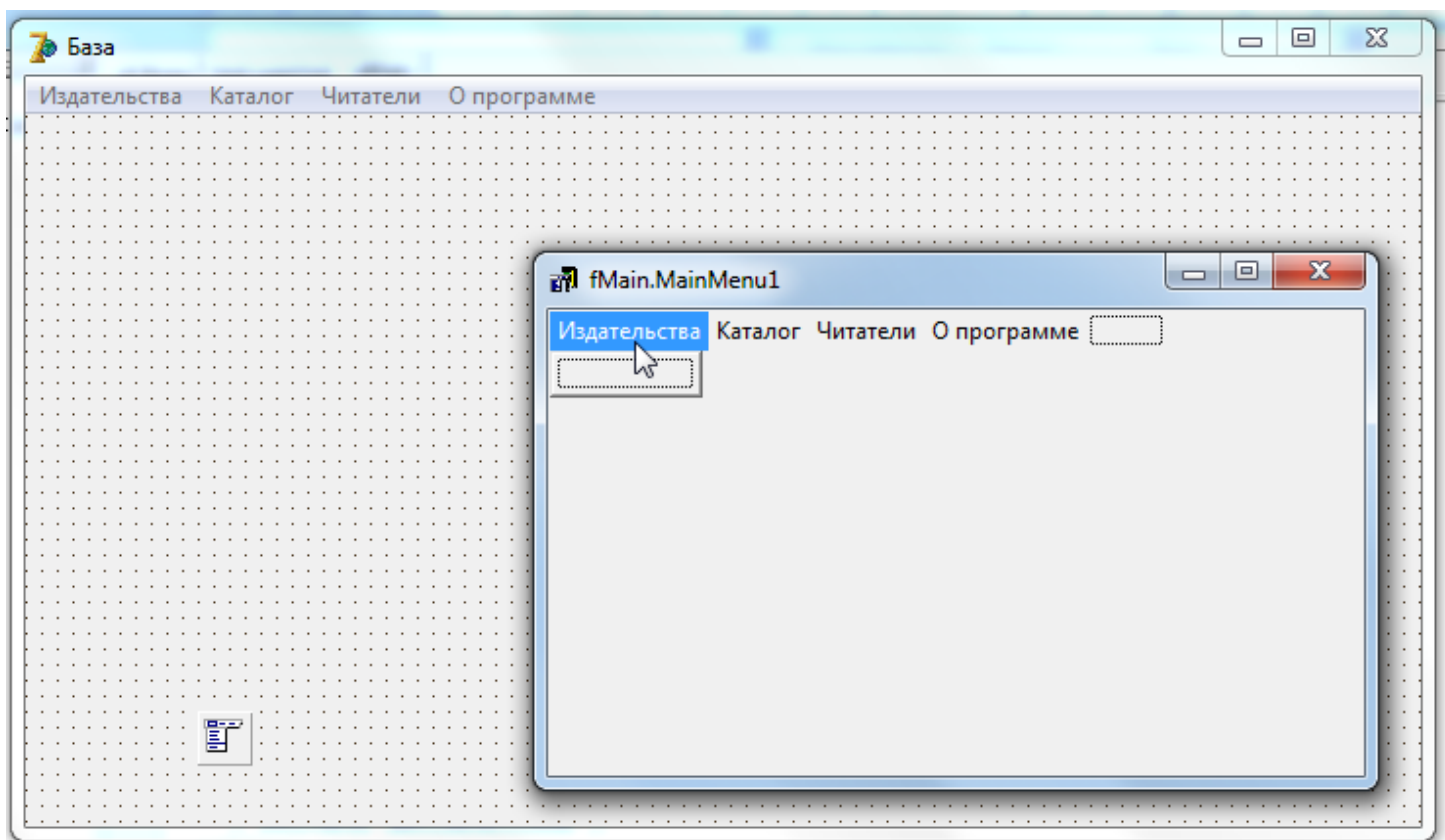 База
Издательства Каталог Читатели О программе
fMain.MainMenu1
Издательства Каталог Читатели О программе